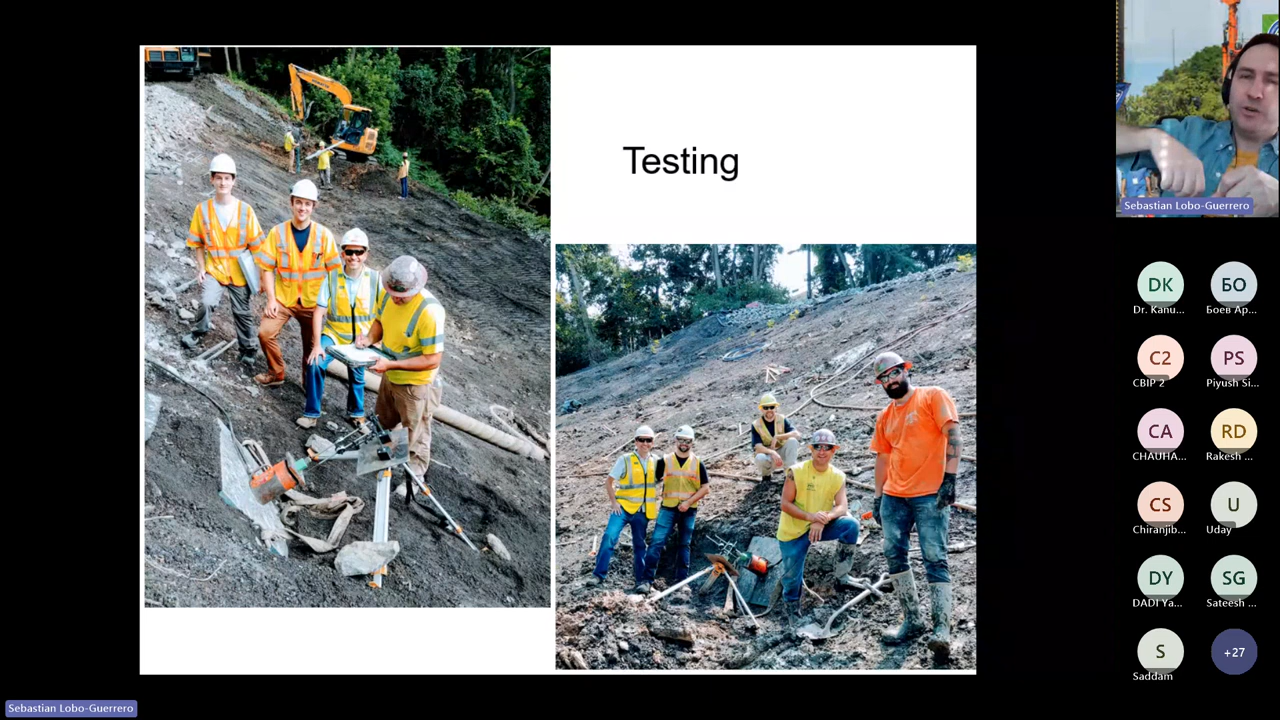 Testing
Sebastian Lobo-Guerrero
DK
Dr. Kanu...
БО
Боев Ар...
C2
CBIP 2
PS
Piyush Si...
CA
CHAUHA...
RD
Rakesh ...
CS
Chiranjib...
U
Uday
DY
DADI Ya...
SG
Sateesh ...
S
Saddam
+27
Sebastian Lobo-Guerrero